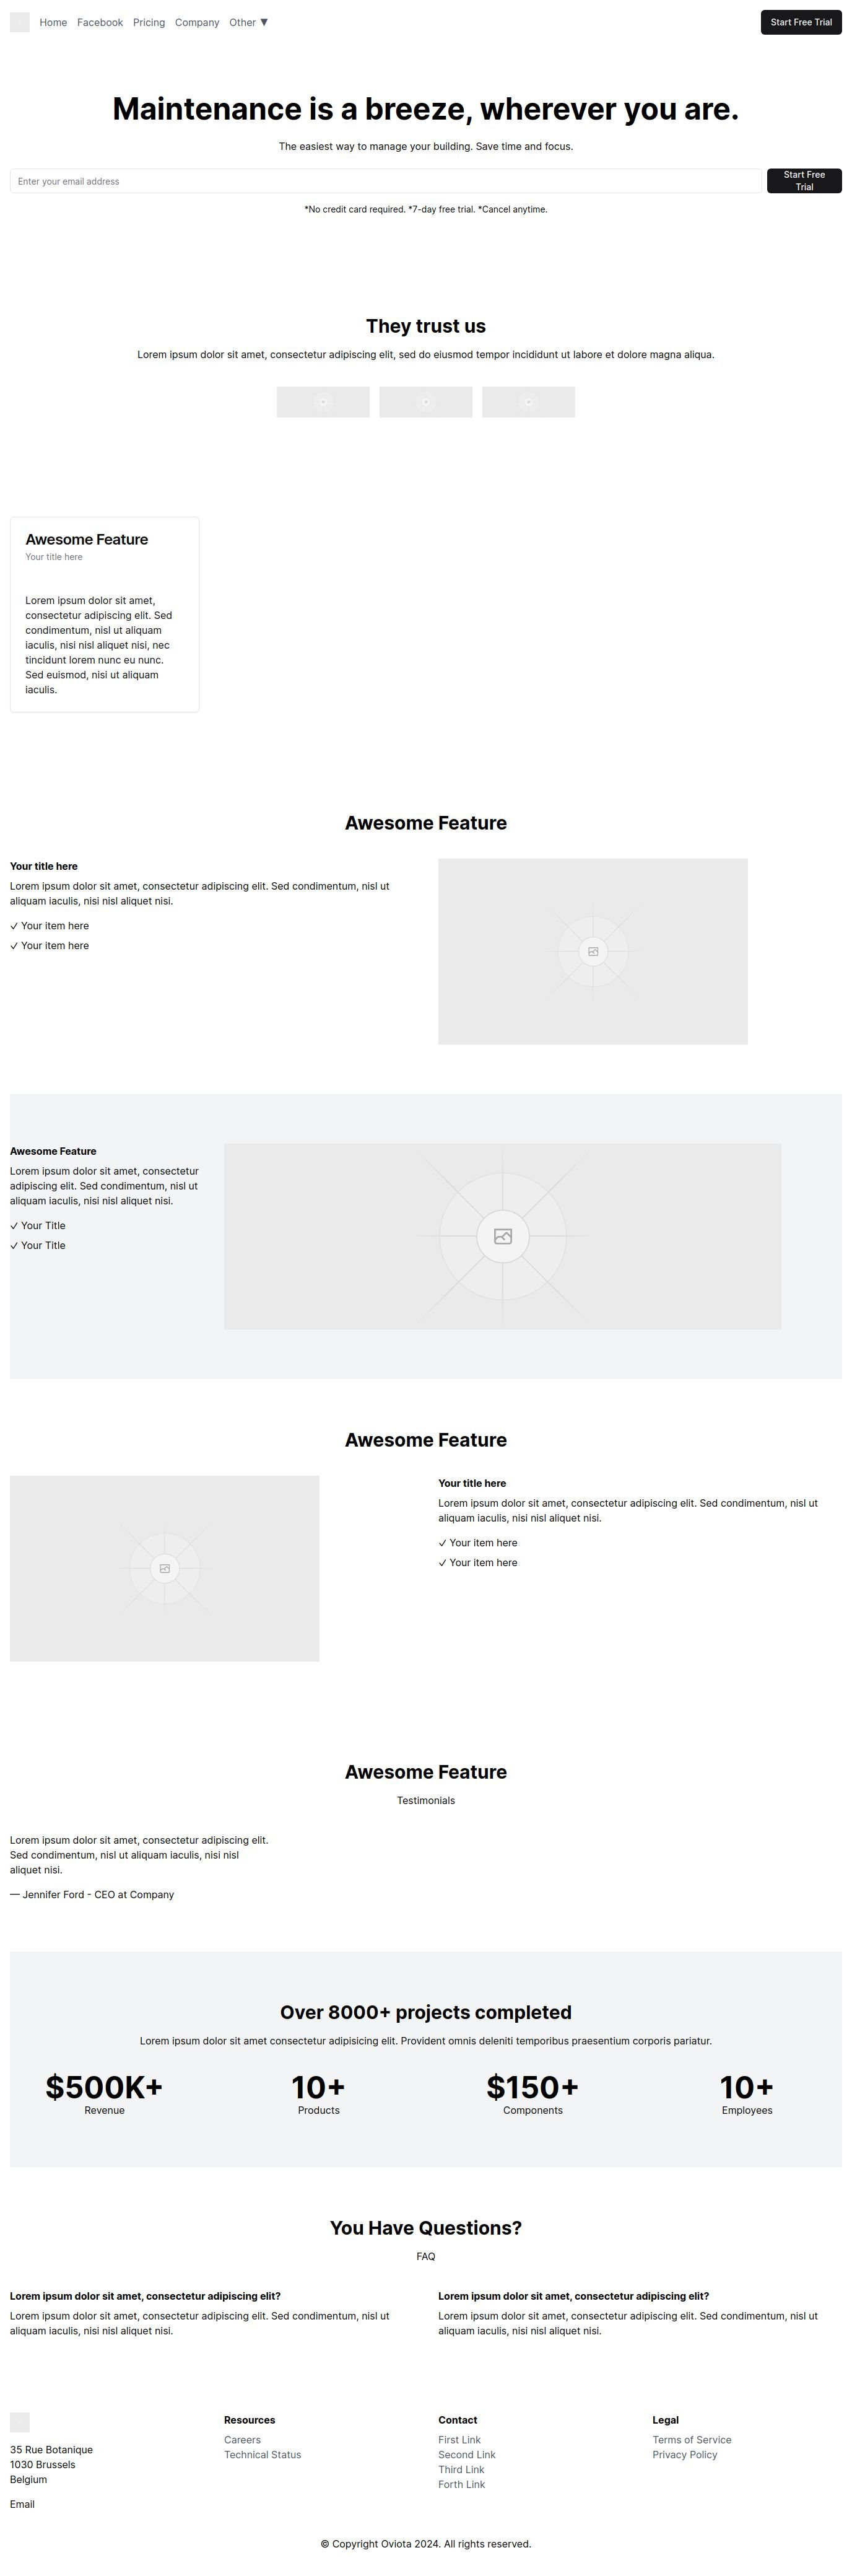 Home Facebook Pricing Company Other ▼ Start Free Trial
Maintenance is a breeze, wherever you are.
The easiest way to manage your building. Save time and focus.
Enter your email address
Start Free
Trial
*No credit card required. *7-day free trial. *Cancel anytime.
They trust us
Lorem ipsum dolor sit amet, consectetur adipiscing elit, sed do eiusmod tempor incididunt ut labore et dolore magna aliqua.
Awesome Feature
Your title here
Lorem ipsum dolor sit amet,
consectetur adipiscing elit. Sed
condimentum, nisl ut aliquam
iaculis, nisi nisl aliquet nisi, nec
tincidunt lorem nunc eu nunc.
Sed euismod, nisi ut aliquam
iaculis.
Awesome Feature
Your title here
Lorem ipsum dolor sit amet, consectetur adipiscing elit. Sed condimentum, nisl ut
aliquam iaculis, nisi nisl aliquet nisi.
✓ Your item here
✓ Your item here
Awesome Feature
Lorem ipsum dolor sit amet, consectetur
adipiscing elit. Sed condimentum, nisl ut
aliquam iaculis, nisi nisl aliquet nisi.
✓ Your Title
✓ Your Title
Awesome Feature
Your title here
Lorem ipsum dolor sit amet, consectetur adipiscing elit. Sed condimentum, nisl ut
aliquam iaculis, nisi nisl aliquet nisi.
✓ Your item here
✓ Your item here
Awesome Feature
Testimonials
Lorem ipsum dolor sit amet, consectetur adipiscing elit.
Sed condimentum, nisl ut aliquam iaculis, nisi nisl
aliquet nisi.
— Jennifer Ford - CEO at Company
Over 8000+ projects completed
Lorem ipsum dolor sit amet consectetur adipisicing elit. Provident omnis deleniti temporibus praesentium corporis pariatur.
$500K+
Revenue
10+
Products
$150+
Components
10+
Employees
You Have Questions?
FAQ
Lorem ipsum dolor sit amet, consectetur adipiscing elit?
Lorem ipsum dolor sit amet, consectetur adipiscing elit. Sed condimentum, nisl ut
aliquam iaculis, nisi nisl aliquet nisi.
Lorem ipsum dolor sit amet, consectetur adipiscing elit?
Lorem ipsum dolor sit amet, consectetur adipiscing elit. Sed condimentum, nisl ut
aliquam iaculis, nisi nisl aliquet nisi.
35 Rue Botanique
1030 Brussels
Belgium
Email
Resources
Careers
Technical Status
Contact
First Link
Second Link
Third Link
Forth Link
Legal
Terms of Service
Privacy Policy
© Copyright Oviota 2024. All rights reserved.